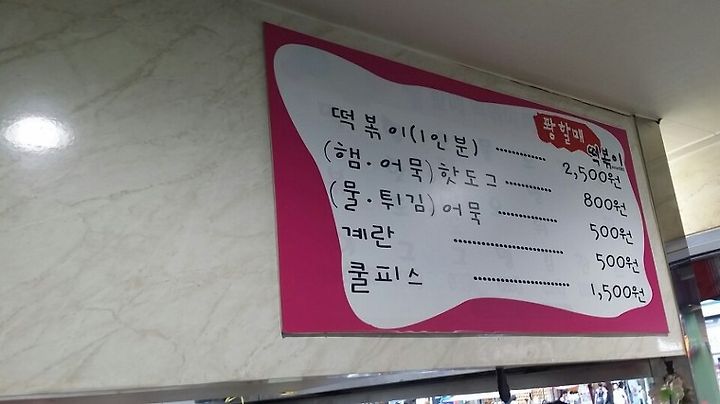 꽝할매 떡볶이
떡볶이(1인분) ............ 2,500원
(햄·어묵)핫도그 ............ 800원
(물·튀김)어묵 ............ 500원
계란 ............ 500원
쿨피스 ............ 1,500원